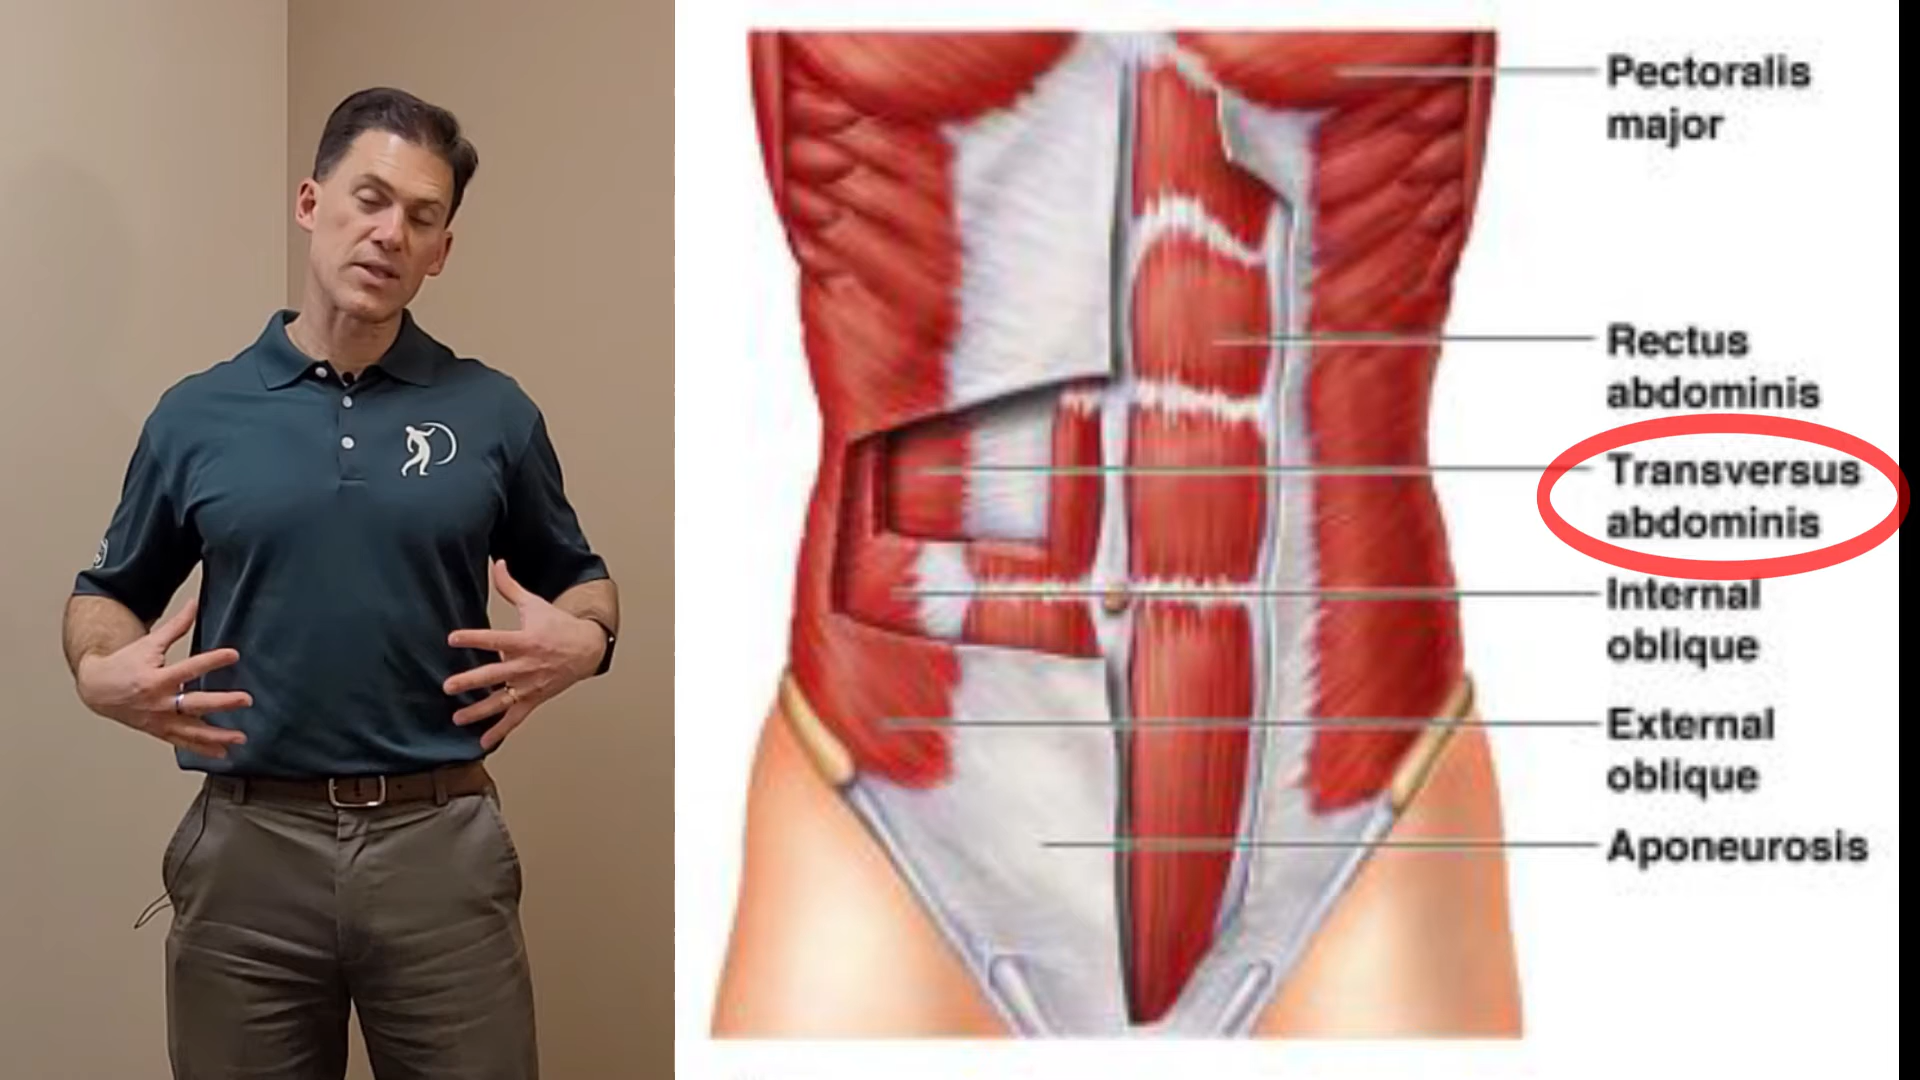 Pectoralis
major
Rectus
abdominis
Transversus
abdominis
Internal
oblique
External
oblique
Aponeurosis